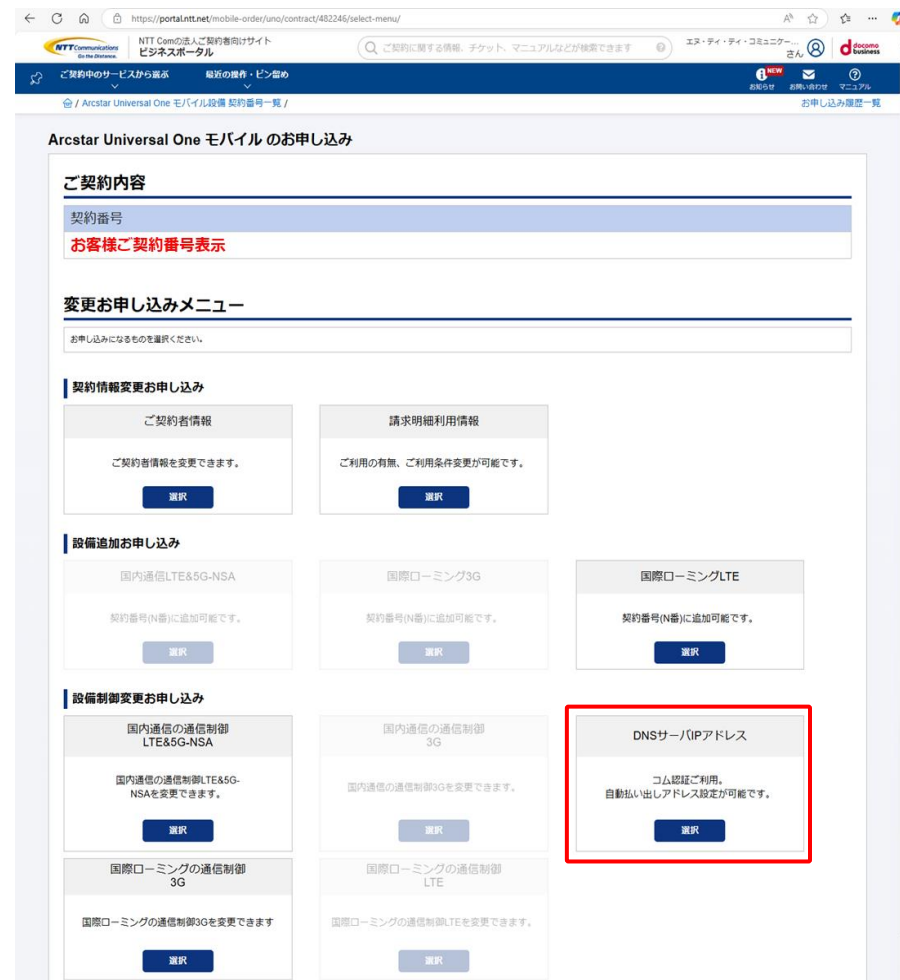 https://portal.ntt.net/mobile-order/uno/contract/482246/select-menu/
NTT Communications
Go the Distance.
NTT Comの法人ご契約者向けサイト
ビジネスポータル
ご契約に関する情報、チケット、マニュアルなどが検索できます
エヌ・ティ・ティ・コミュニケー...
さん
docomo
business
ご契約中のサービスから選ぶ
最近の操作・ピン留め
NEW
お知らせ
お問い合わせ
マニュアル
/ Arcstar Universal One モバイル設備 契約番号一覧 /
お申し込み履歴一覧
Arcstar Universal One モバイル のお申し込み
ご契約内容
契約番号
お客様ご契約番号表示
変更お申し込みメニュー
お申し込みになるものを選択ください。
契約情報変更お申し込み
ご契約者情報
ご契約者情報を変更できます。
選択
請求明細利用情報
ご利用の有無、ご利用条件変更が可能です。
選択
設備追加お申し込み
国内通信LTE&5G-NSA
契約番号(N番)に追加可能です。
選択
国際ローミング3G
契約番号(N番)に追加可能です。
選択
国際ローミングLTE
契約番号(N番)に追加可能です。
選択
設備制御変更お申し込み
国内通信の通信制御
LTE&5G-NSA
国内通信の通信制御LTE&5G-
NSAを変更できます。
選択
国内通信の通信制御
3G
国内通信の通信制御3Gを変更できます。
選択
DNSサーバIPアドレス
コム認証ご利用。
自動払い出しアドレス設定が可能です。
選択
国際ローミングの通信制御
3G
国際ローミングの通信制御3Gを変更できます
選択
国際ローミングの通信制御
LTE
国際ローミングの通信制御LTEを変更できます。
選択